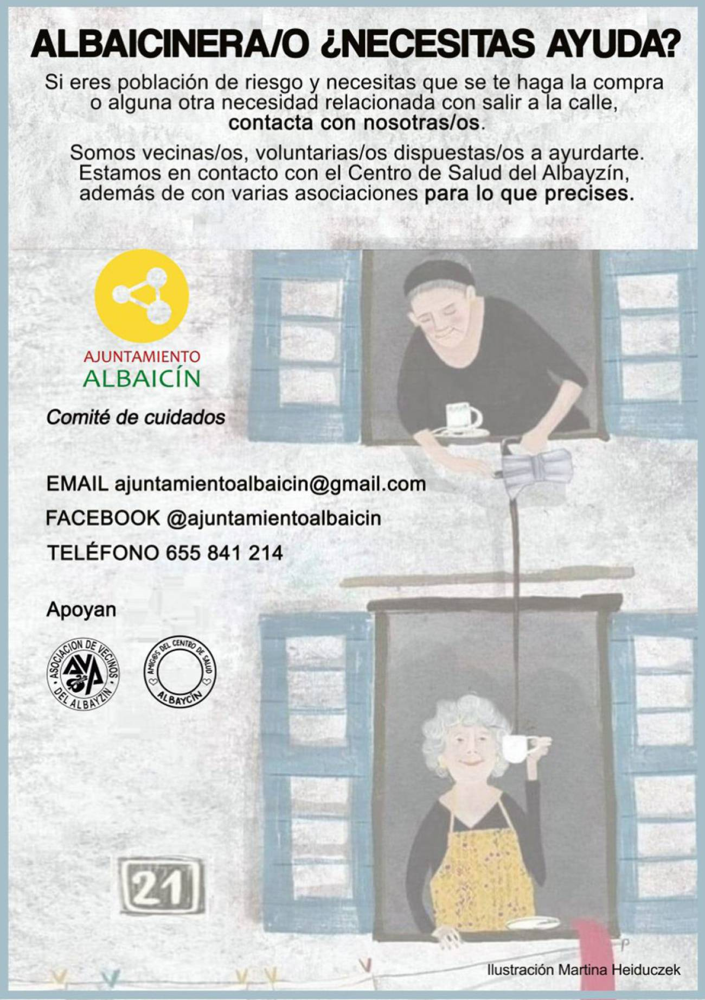 ALBAICINERA/O ¿NECESITAS AYUDA?
Si eres población de riesgo y necesitas que se te haga la compra
o alguna otra necesidad relacionada con salir a la calle,
contacta con nosotras/os.
Somos vecinas/os, voluntarias/os dispuestas/os a ayurdarte.
Estamos en contacto con el Centro de Salud del Albayzín,
además de con varias asociaciones para lo que precises.
AJUNTAMIENTO
ALBAICÍN
Comité de cuidados
EMAIL ajuntamientoalbaicin@gmail.com
FACEBOOK @ajuntamientoalbaicin
TELÉFONO 655 841 214
Apoyan
ASOCIACION DE VECINOS
DEL ALBAYZIN
AVA
AMIG@S DEL CENTRO DE SALUD
ALBAYCÍN
21
P
Ilustración Martina Heiduczek